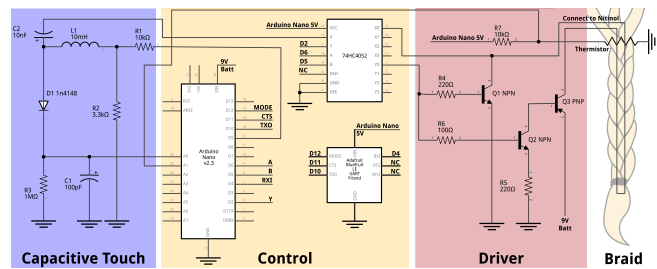 C2
10nF
L1
10mH
R1
10kΩ
D1 1n4148
R2
3.3kΩ
R3
1MΩ
C1
100pF
Capacitive Touch
Arduino Nano 5V
D2
D6
D5
NC
VCC
74HC4052
9V
Batt
MODE
CTS
TXO
Arduino
Nano
v2.3
A
B
RXI
Y
Arduino Nano
5V
D12
D11
D10
Adafruit
Bluefruit
LE
UART
Friend
D4
NC
NC
Control
Arduino Nano 5V
R7
10kΩ
R4
220Ω
Q1 NPN
R6
100Ω
Q2 NPN
Q3 PNP
R5
220Ω
9V
Batt
Driver
Connect to Nitinol
Thermistor
Braid